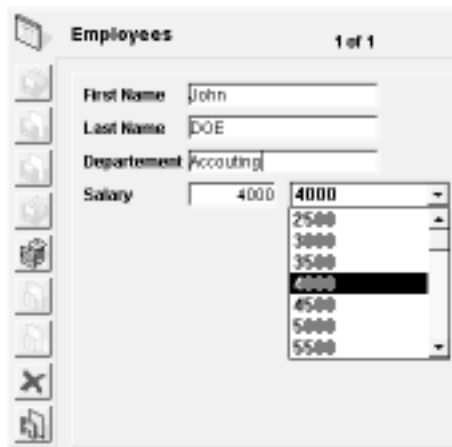 Employees 1 of 1
First Name John
Last Name DOE
Departement Accouting
Salary 4000 4000
2500
3000
3500
4000
4500
5000
5500